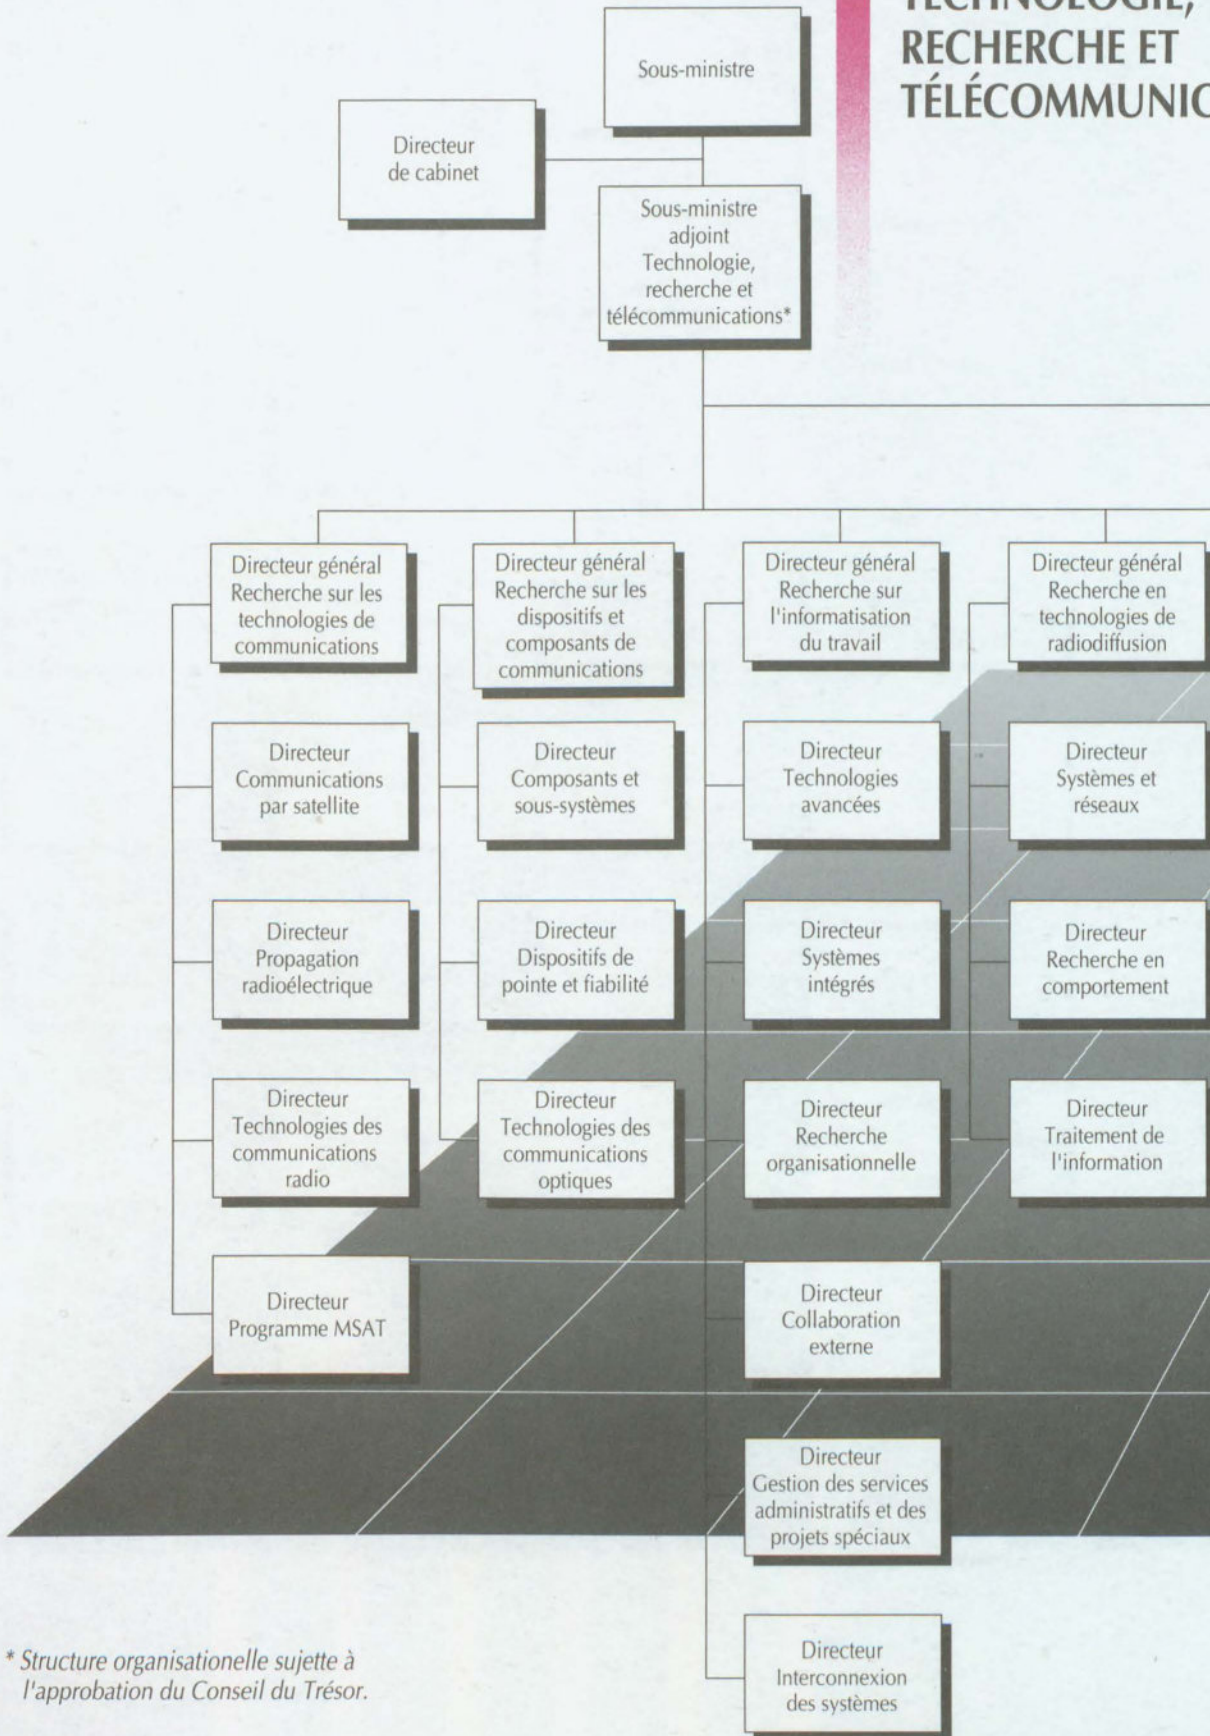 TECHNOLOGIE,
RECHERCHE ET
Sous-ministre
Directeur
de cabinet
Sous-ministre
adjoint
Technologie,
recherche et
télécommunications*
Directeur général
Recherche sur les
technologies de
communications
Directeur
Communications
par satellite
Directeur
Propagation
radioélectrique
Directeur
Technologies des
communications
radio
Directeur
Programme MSAT
Directeur général
Recherche sur les
dispositifs et
composants de
communications
Directeur
Composants et
sous-systèmes
Directeur
Dispositifs de
pointe et fiabilité
Directeur
Technologies des
communications
optiques
Directeur général
Recherche sur
l'informatisation
du travail
Directeur
Technologies
avancées
Directeur
Systèmes
intégrés
Directeur
Recherche
organisationnelle
Directeur
Collaboration
externe
Directeur
Gestion des services
administratifs et des
projets spéciaux
Directeur
Interconnexion
des systèmes
Directeur général
Recherche en
technologies de
radiodiffusion
Directeur
Systèmes et
réseaux
Directeur
Recherche en
comportement
Directeur
Traitement de
l'information
* Structure organisationelle sujette à
l'approbation du Conseil du Trésor.